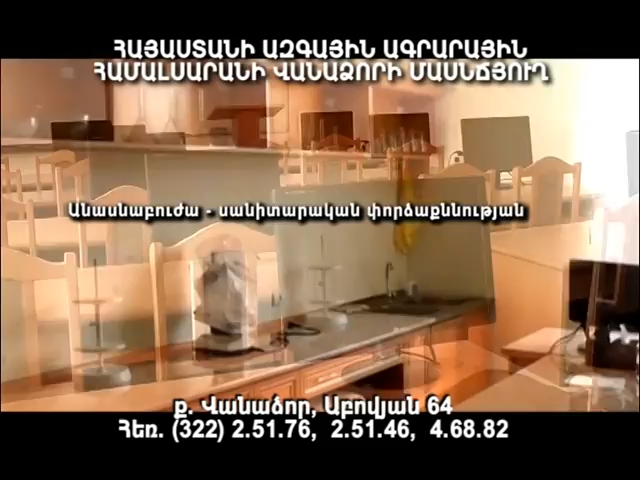 ՀԱՅԱՍՏԱՆԻ ԱԶԳԱՅԻՆ ԱԳՐԱՐԱՅԻՆ
ՀԱՄԱԼՍԱՐԱՆԻ ՎԱՆԱՁՈՐԻ ՄԱՍՆՃՅՈՒՂ
Անասնաբուժա - սանիտարական փորձաքննության
ք. Վանաձոր, Աբովյան 64
Հեռ. (322) 2.51.76, 2.51.46, 4.68.82